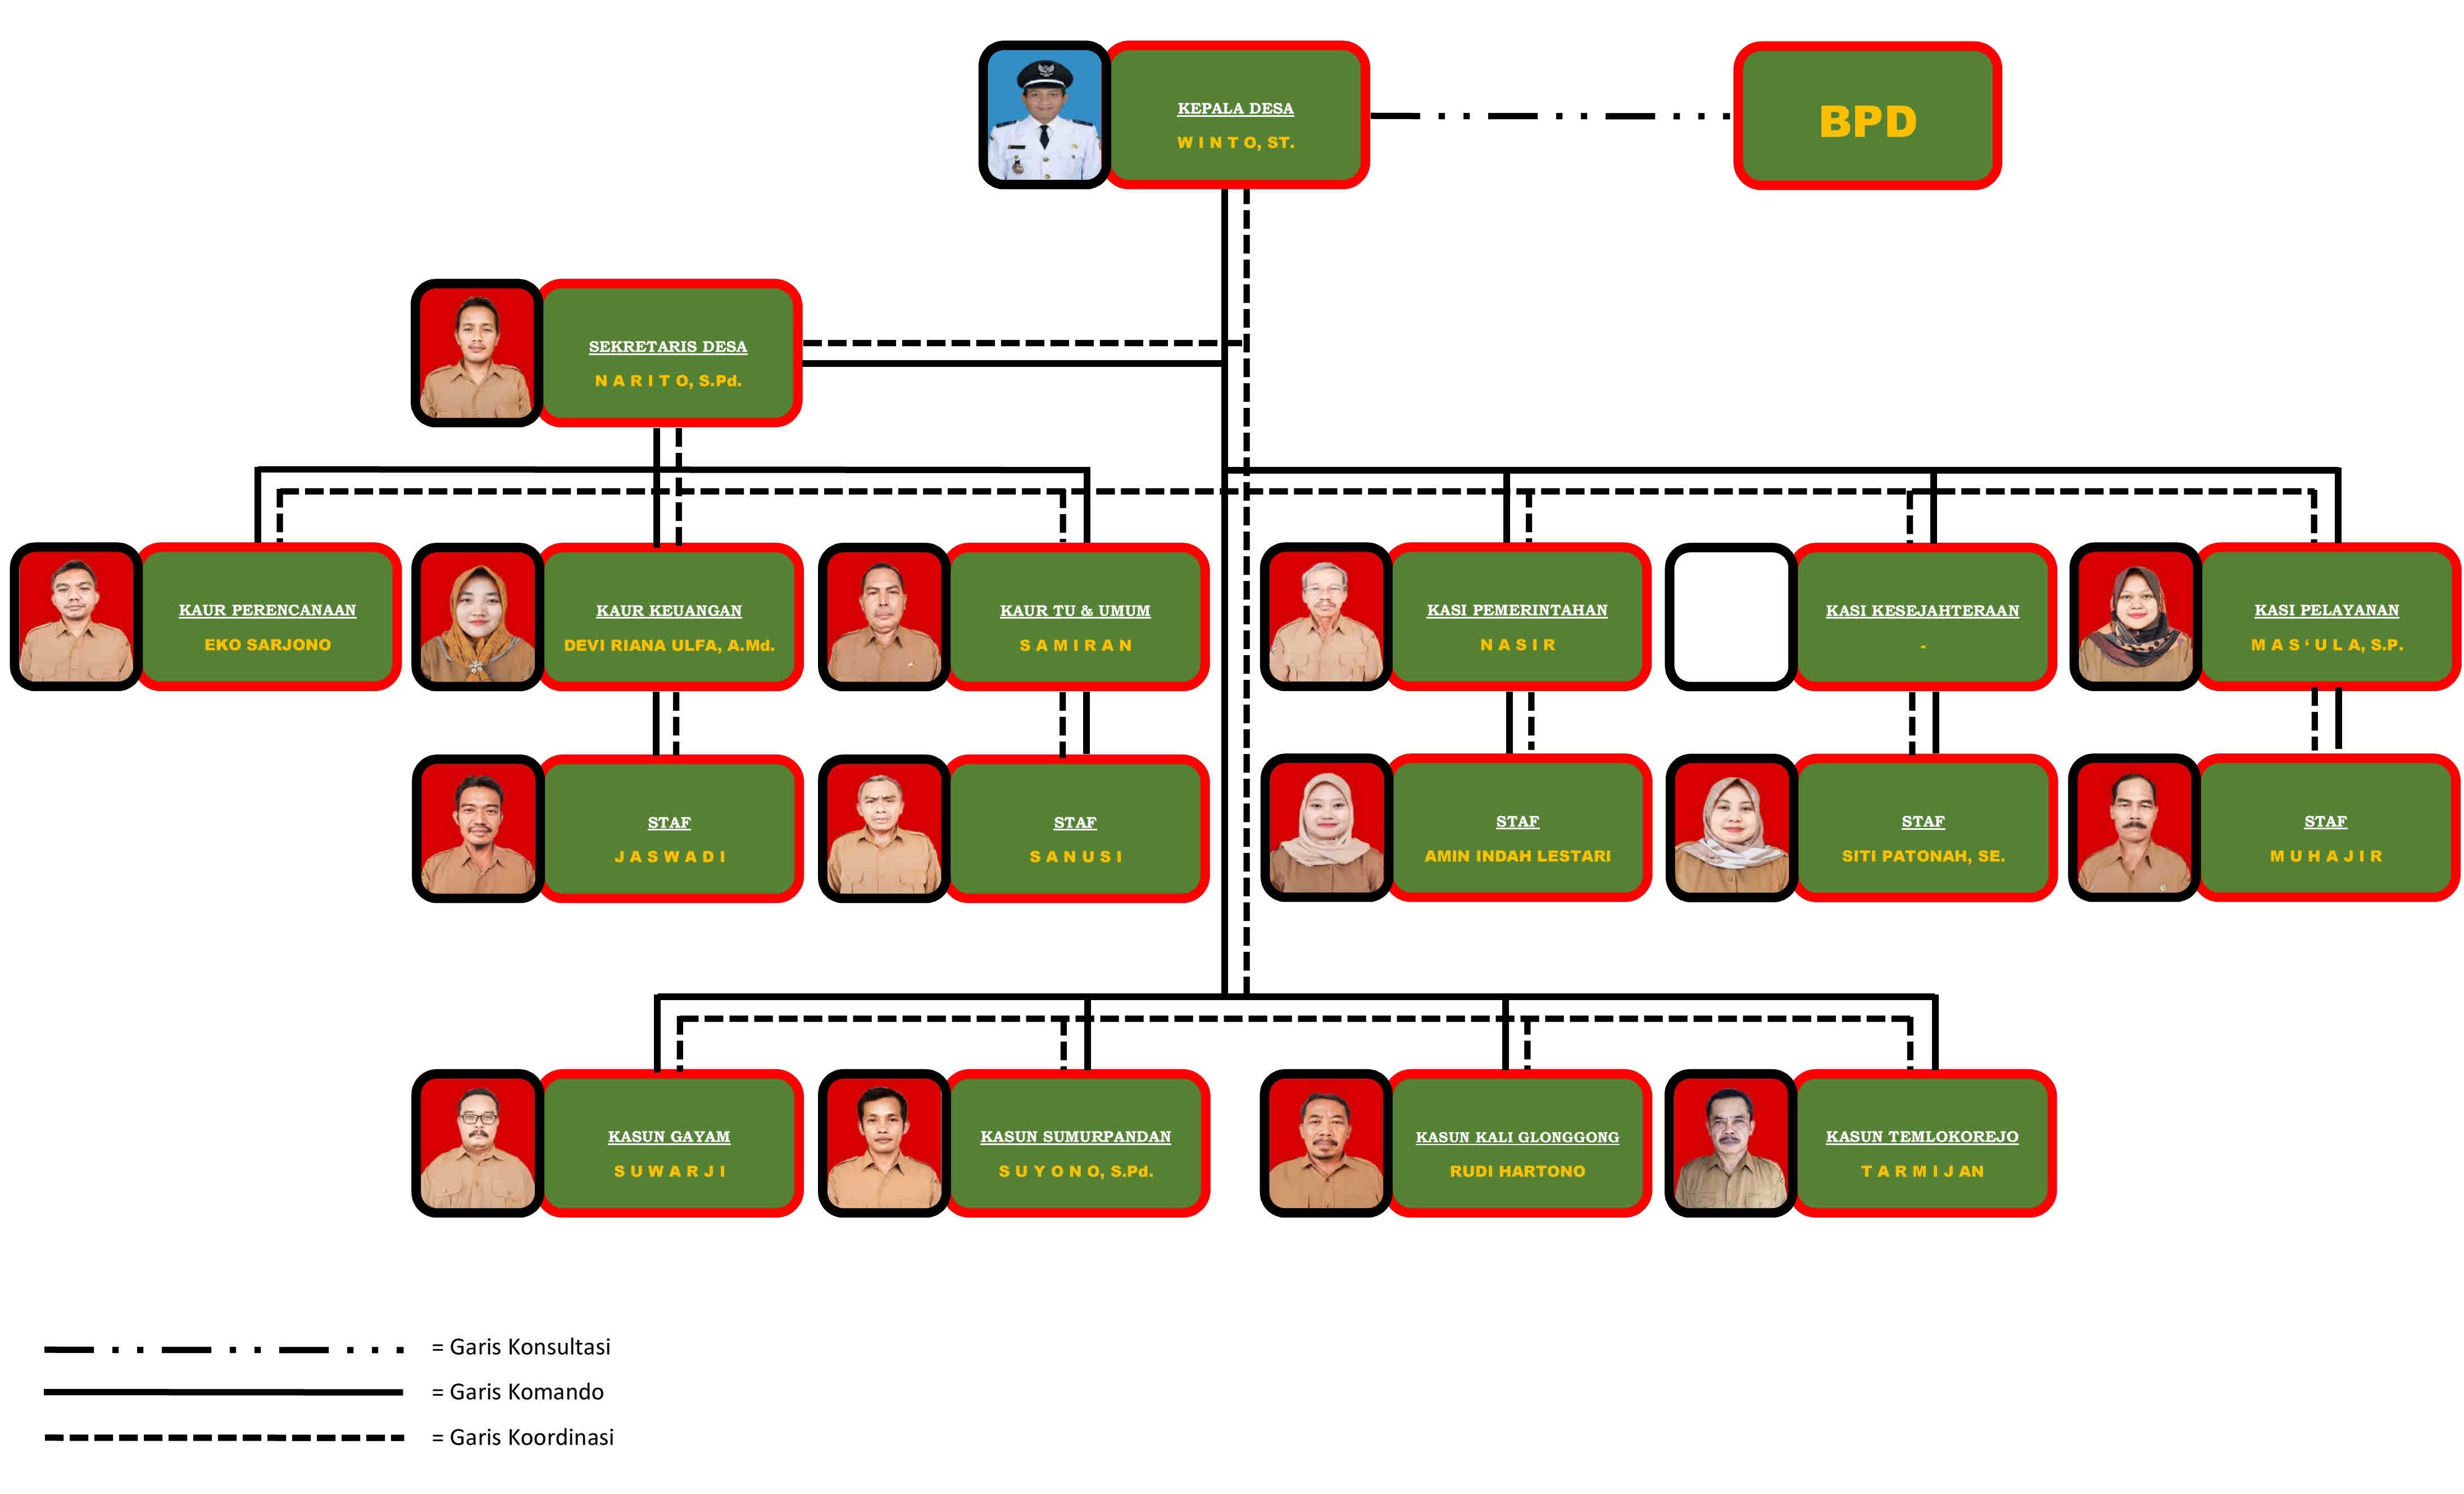 KEPALA DESA
W I N T O, ST.
BPD
SEKRETARIS DESA
N A R I T O, S.Pd.
KAUR PERENCANAAN
EKO SARJONO
KAUR KEUANGAN
DEVI RIANA ULFA, A.Md.
KAUR TU & UMUM
S A M I R A N
KASI PEMERINTAHAN
N A S I R
KASI KESEJAHTERAAN
-
KASI PELAYANAN
M A S ‘ U L A, S.P.
STAF
J A S W A D I
STAF
S A N U S I
STAF
AMIN INDAH LESTARI
STAF
SITI PATONAH, SE.
STAF
M U H A J I R
KASUN GAYAM
S U W A R J I
KASUN SUMURPANDAN
S U Y O N O, S.Pd.
KASUN KALI GLONGGONG
RUDI HARTONO
KASUN TEMLOKOREJO
T A R M I J AN
= Garis Konsultasi
= Garis Komando
= Garis Koordinasi